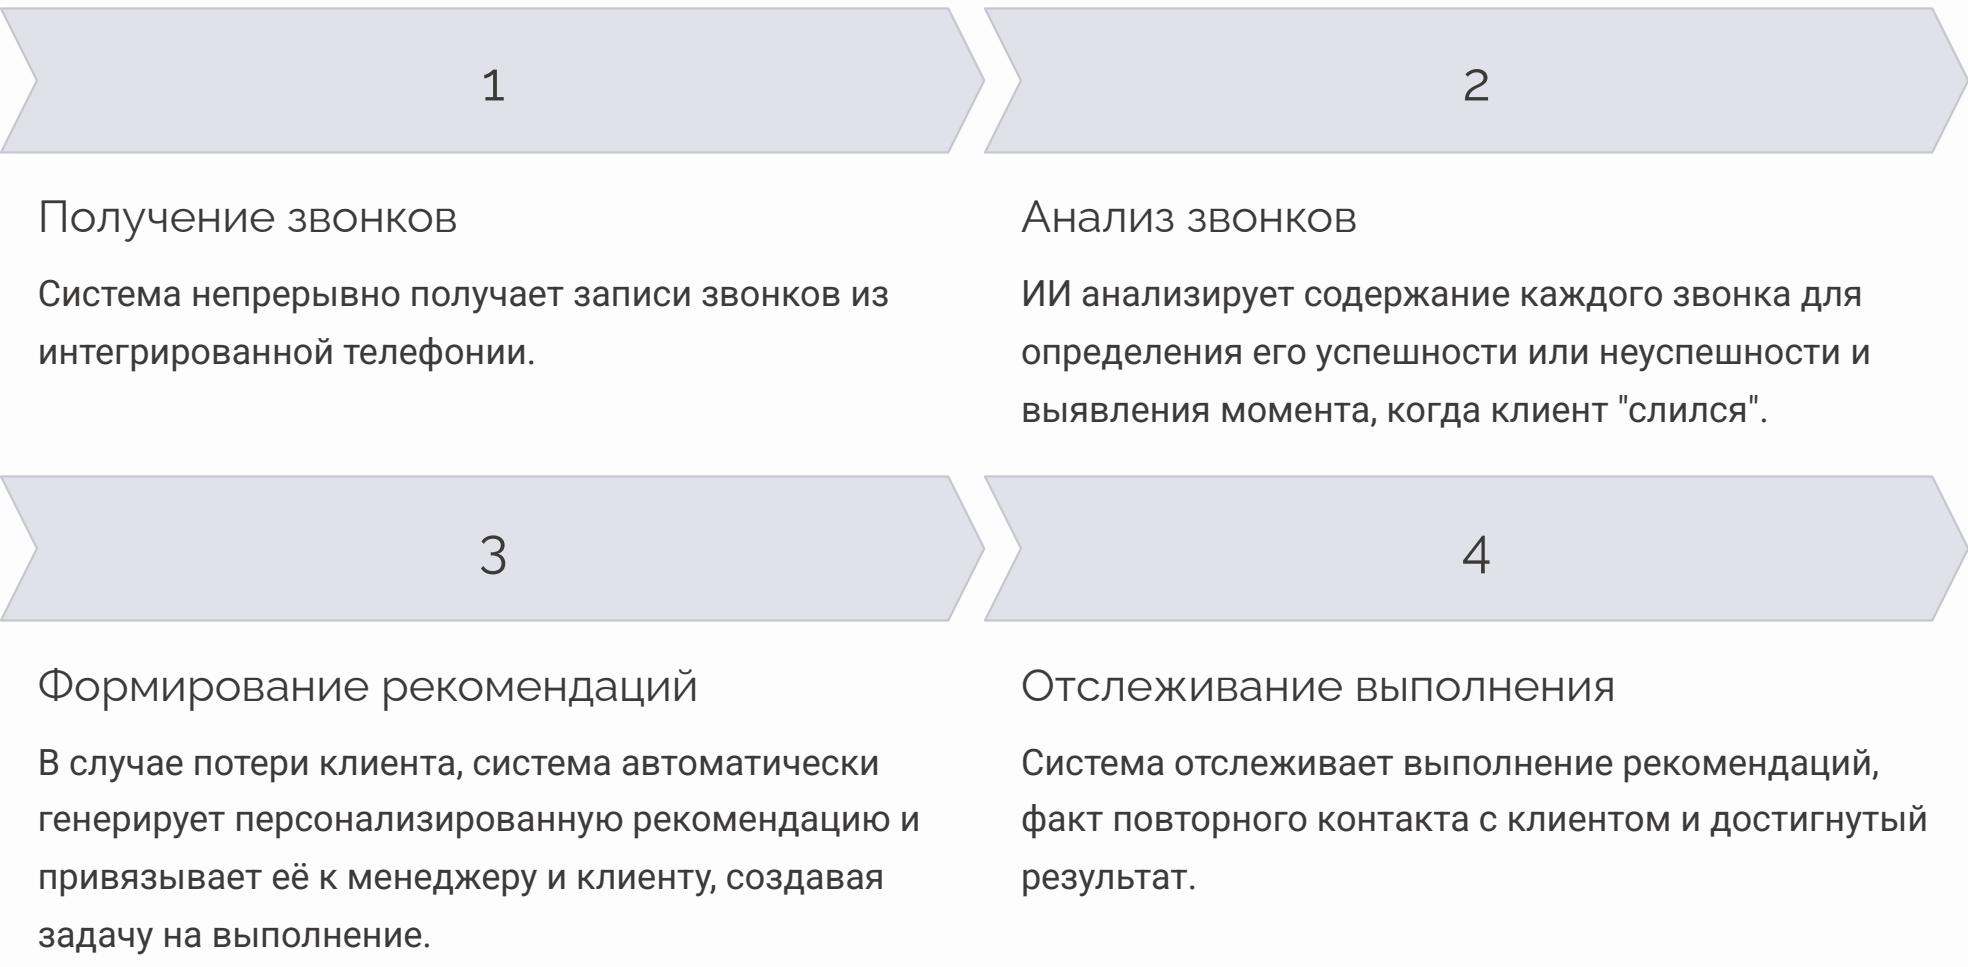 1
Получение звонков
Система непрерывно получает записи звонков из
интегрированной телефонии.
2
Анализ звонков
ИИ анализирует содержание каждого звонка для
определения его успешности или неуспешности и
выявления момента, когда клиент "слился".
3
Формирование рекомендаций
В случае потери клиента, система автоматически
генерирует персонализированную рекомендацию и
привязывает её к менеджеру и клиенту, создавая
задачу на выполнение.
4
Отслеживание выполнения
Система отслеживает выполнение рекомендаций,
факт повторного контакта с клиентом и достигнутый
результат.